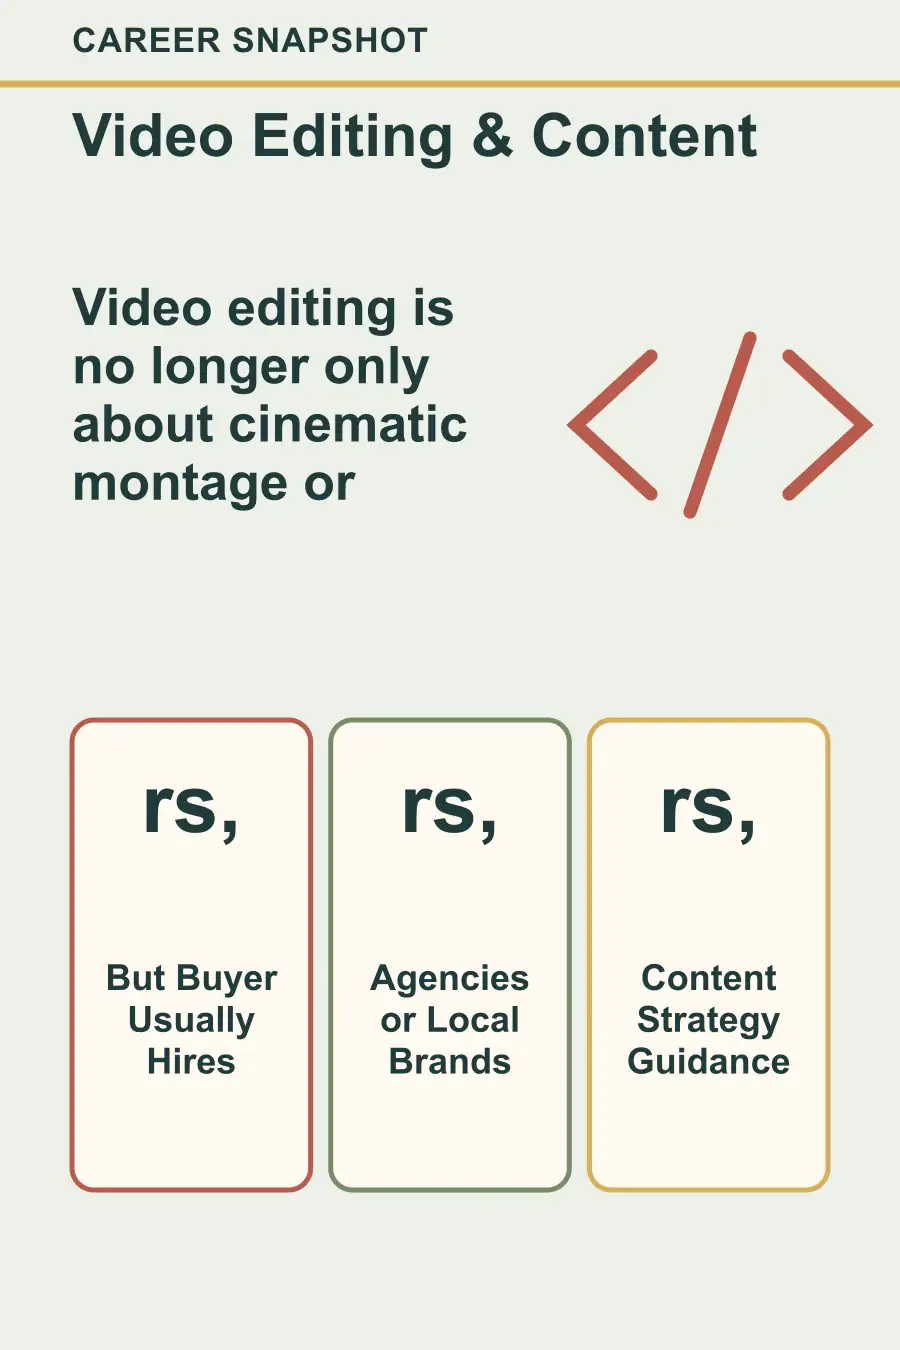 CAREER SNAPSHOT
Video Editing & Content
Video editing is
no longer only
about cinematic
montage or
</>
rs,
But Buyer
Usually
Hires
rs,
Agencies
or Local
Brands
rs,
Content
Strategy
Guidance